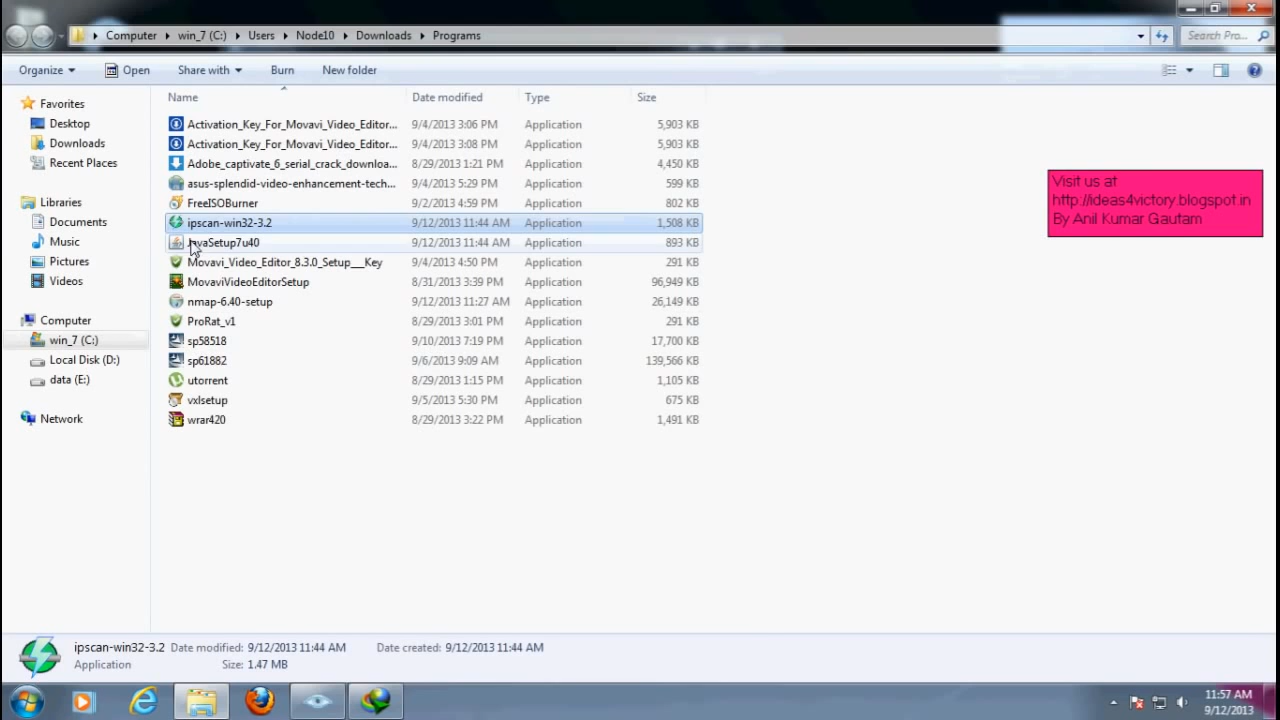 Computer win_7 (C:) Users Node10 Downloads Programs Search Pro...
Organize Open Share with Burn New folder
Name Date modified Type Size
Favorites
Desktop
Downloads
Recent Places
Libraries
Documents
Music
Pictures
Videos
Computer
win_7 (C:)
Local Disk (D:)
data (E:)
Network
Activation_Key_For_Movavi_Video_Editor... 9/4/2013 3:06 PM Application 5,903 KB
Activation_Key_For_Movavi_Video_Editor... 9/4/2013 3:08 PM Application 5,903 KB
Adobe_captivate_6_serial_crack_downloa... 8/29/2013 1:21 PM Application 4,450 KB
asus-splendid-video-enhancement-tech... 9/4/2013 5:29 PM Application 599 KB
FreeISOBurner 9/2/2013 4:59 PM Application 802 KB
ipscan-win32-3.2 9/12/2013 11:44 AM Application 1,508 KB
JavaSetup7u40 9/12/2013 11:44 AM Application 893 KB
Movavi_Video_Editor_8.3.0_Setup___Key 9/4/2013 4:50 PM Application 291 KB
MovaviVideoEditorSetup 8/31/2013 3:39 PM Application 96,949 KB
nmap-6.40-setup 9/12/2013 11:27 AM Application 26,149 KB
ProRat_v1 8/29/2013 3:01 PM Application 291 KB
sp58518 9/10/2013 7:19 PM Application 17,700 KB
sp61882 9/6/2013 9:09 AM Application 139,566 KB
utorrent 8/29/2013 1:15 PM Application 1,105 KB
vxlsetup 9/5/2013 5:30 PM Application 675 KB
wrar420 8/29/2013 3:22 PM Application 1,491 KB
Visit us at
http://ideas4victory.blogspot.in
By Anil Kumar Gautam
ipscan-win32-3.2 Date modified: 9/12/2013 11:44 AM Date created: 9/12/2013 11:44 AM
Application Size: 1.47 MB
11:57 AM
9/12/2013